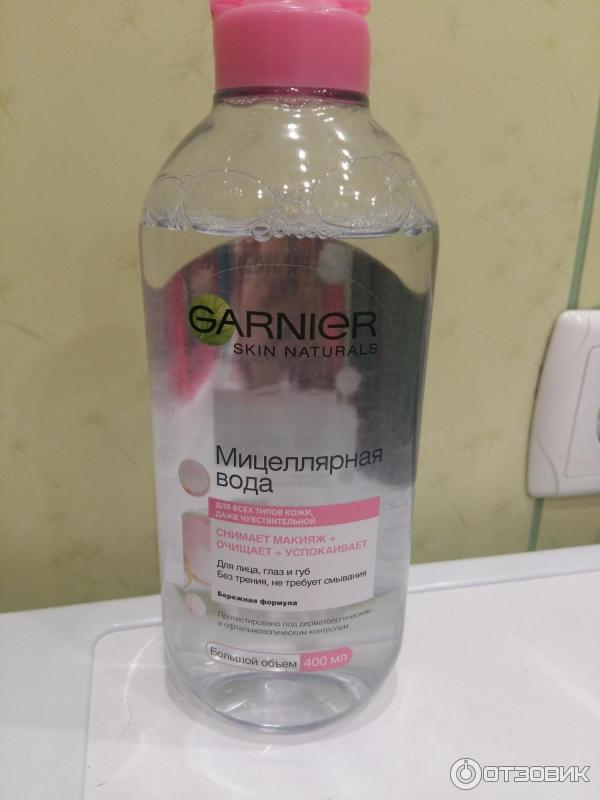 GARNIER
SKIN NATURALS
Мицеллярная
вода
ДЛЯ ВСЕХ ТИПОВ КОЖИ,
ДАЖЕ ЧУВСТВИТЕЛЬНОЙ
СНИМАЕТ МАКИЯЖ +
ОЧИЩАЕТ + УСПОКАИВАЕТ
Для лица, глаз и губ
Без трения, не требует смывания
Бережная формула
Протестировано под дерматологическим
и офтальмологическим контролем
Большой объем 400 мл
ОТЗОВИК